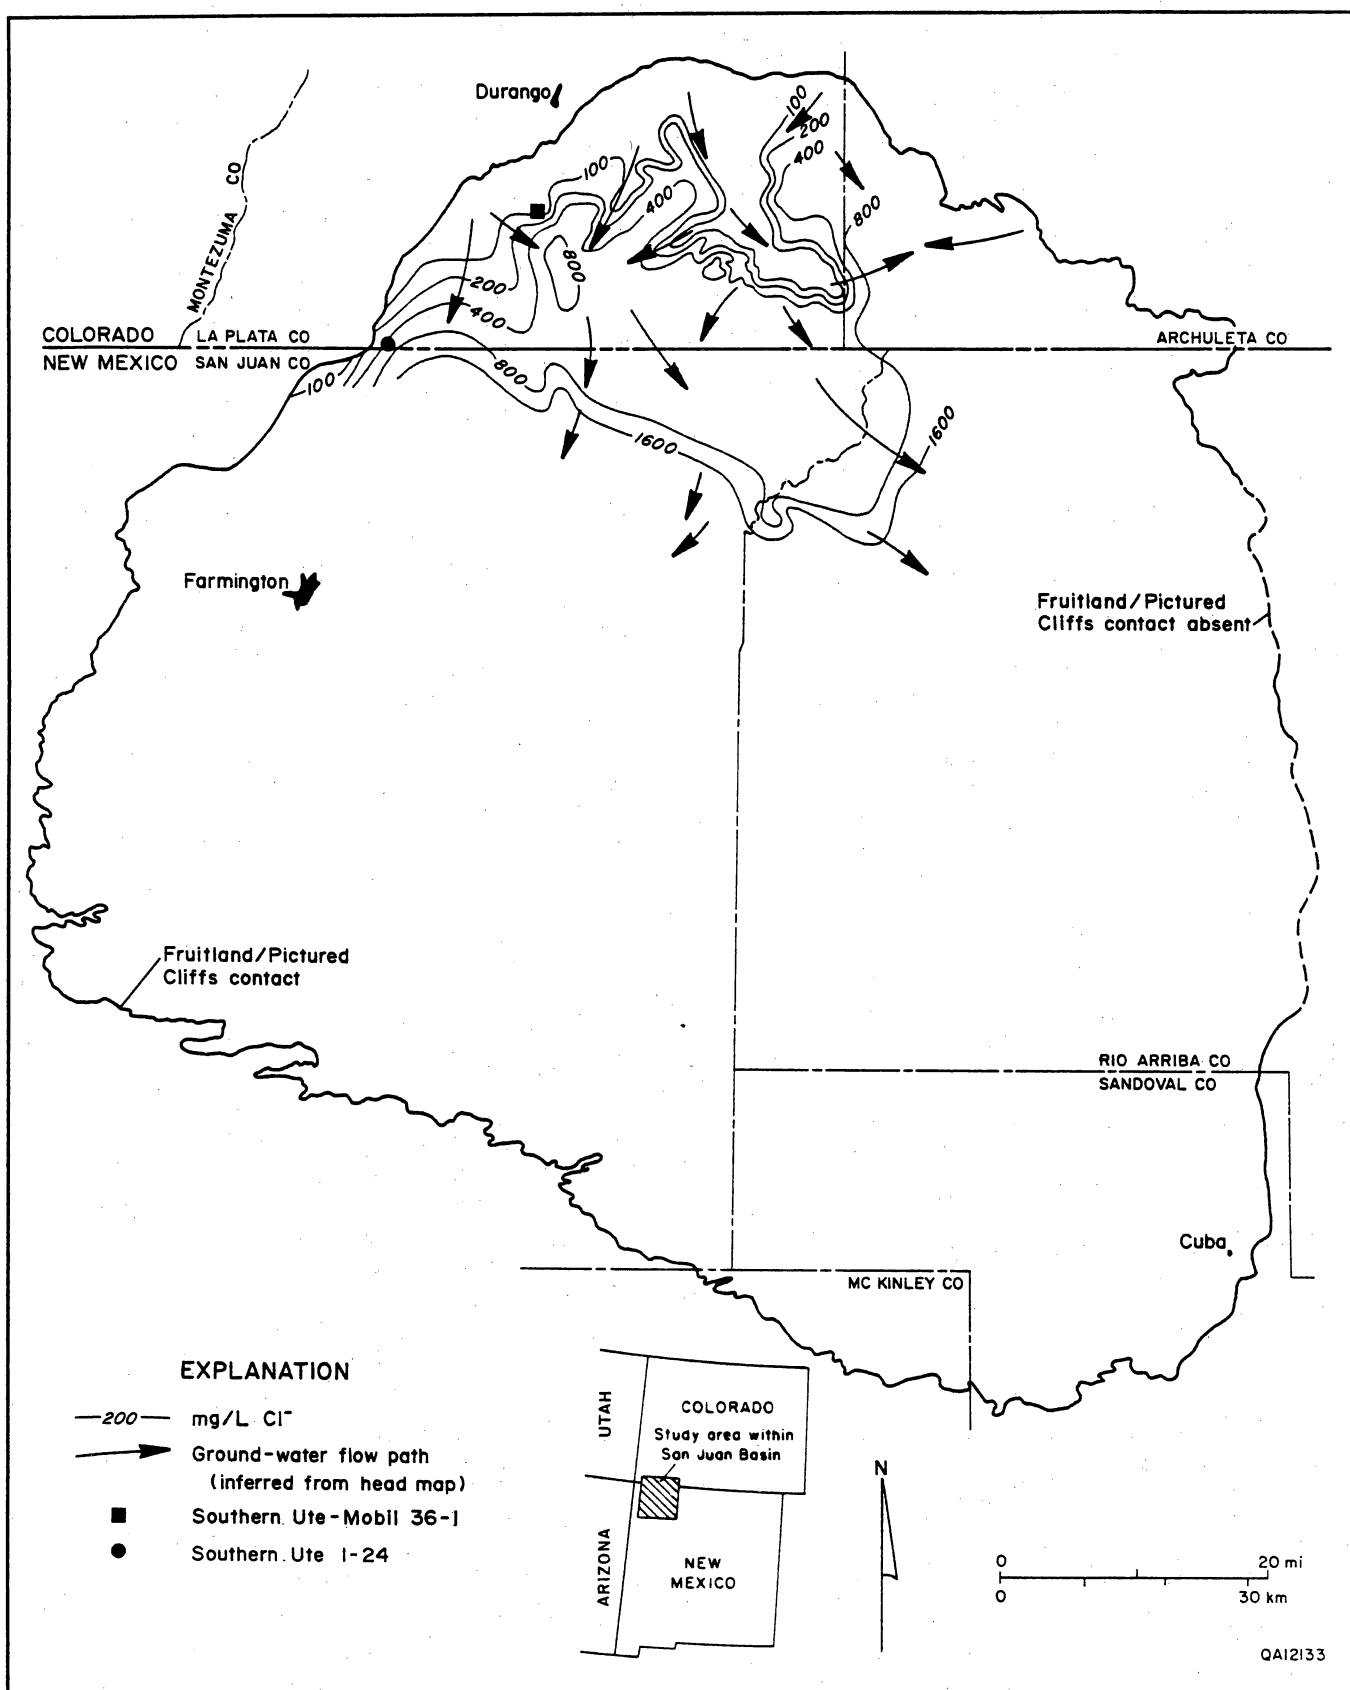 Durango
100
200
400
100
400
800
MONTEZUMA CO
800
200
400
COLORADO
LA PLATA CO
ARCHULETA CO
NEW MEXICO
SAN JUAN CO
100
800
1600
1600
Farmington
Fruitland/Pictured
Cliffs contact absent
Fruitland/Pictured
Cliffs contact
RIO ARRIBA CO
SANDOVAL CO
Cuba
MC KINLEY CO
EXPLANATION
200 mg/L Cl⁻
Ground-water flow path
(inferred from head map)
Southern Ute-Mobil 36-1
Southern Ute 1-24
UTAH
COLORADO
Study area within
San Juan Basin
ARIZONA
NEW
MEXICO
N
0 20 mi
0 30 km
QA12133